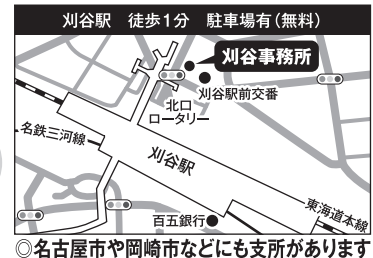 刈谷駅　徒歩1分　駐車場有（無料）
刈谷事務所
刈谷駅前交番
北口
ロータリー
名鉄三河線
刈谷駅
東海道本線
百五銀行
◎名古屋市や岡崎市などにも支所があります